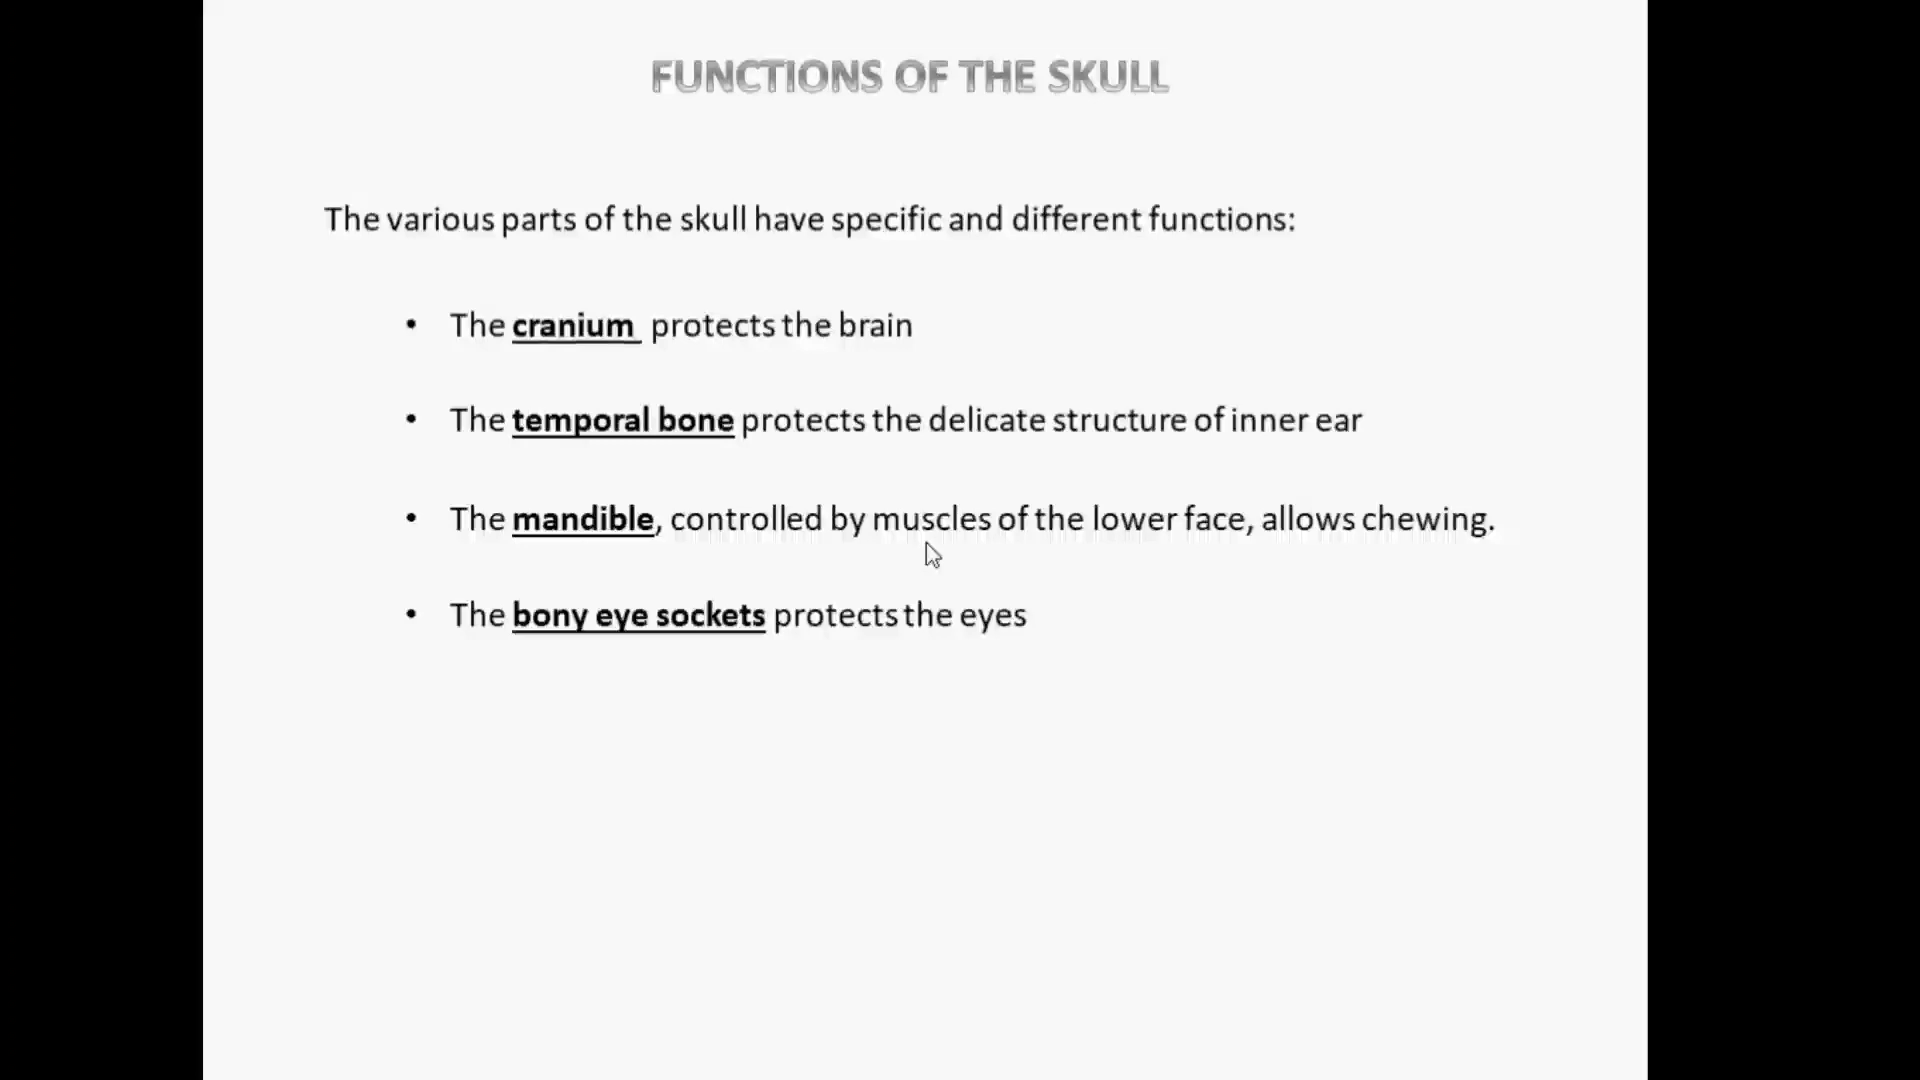 FUNCTIONS OF THE SKULL
The various parts of the skull have specific and different functions:
• The cranium protects the brain
• The temporal bone protects the delicate structure of inner ear
• The mandible, controlled by muscles of the lower face, allows chewing.
• The bony eye sockets protects the eyes